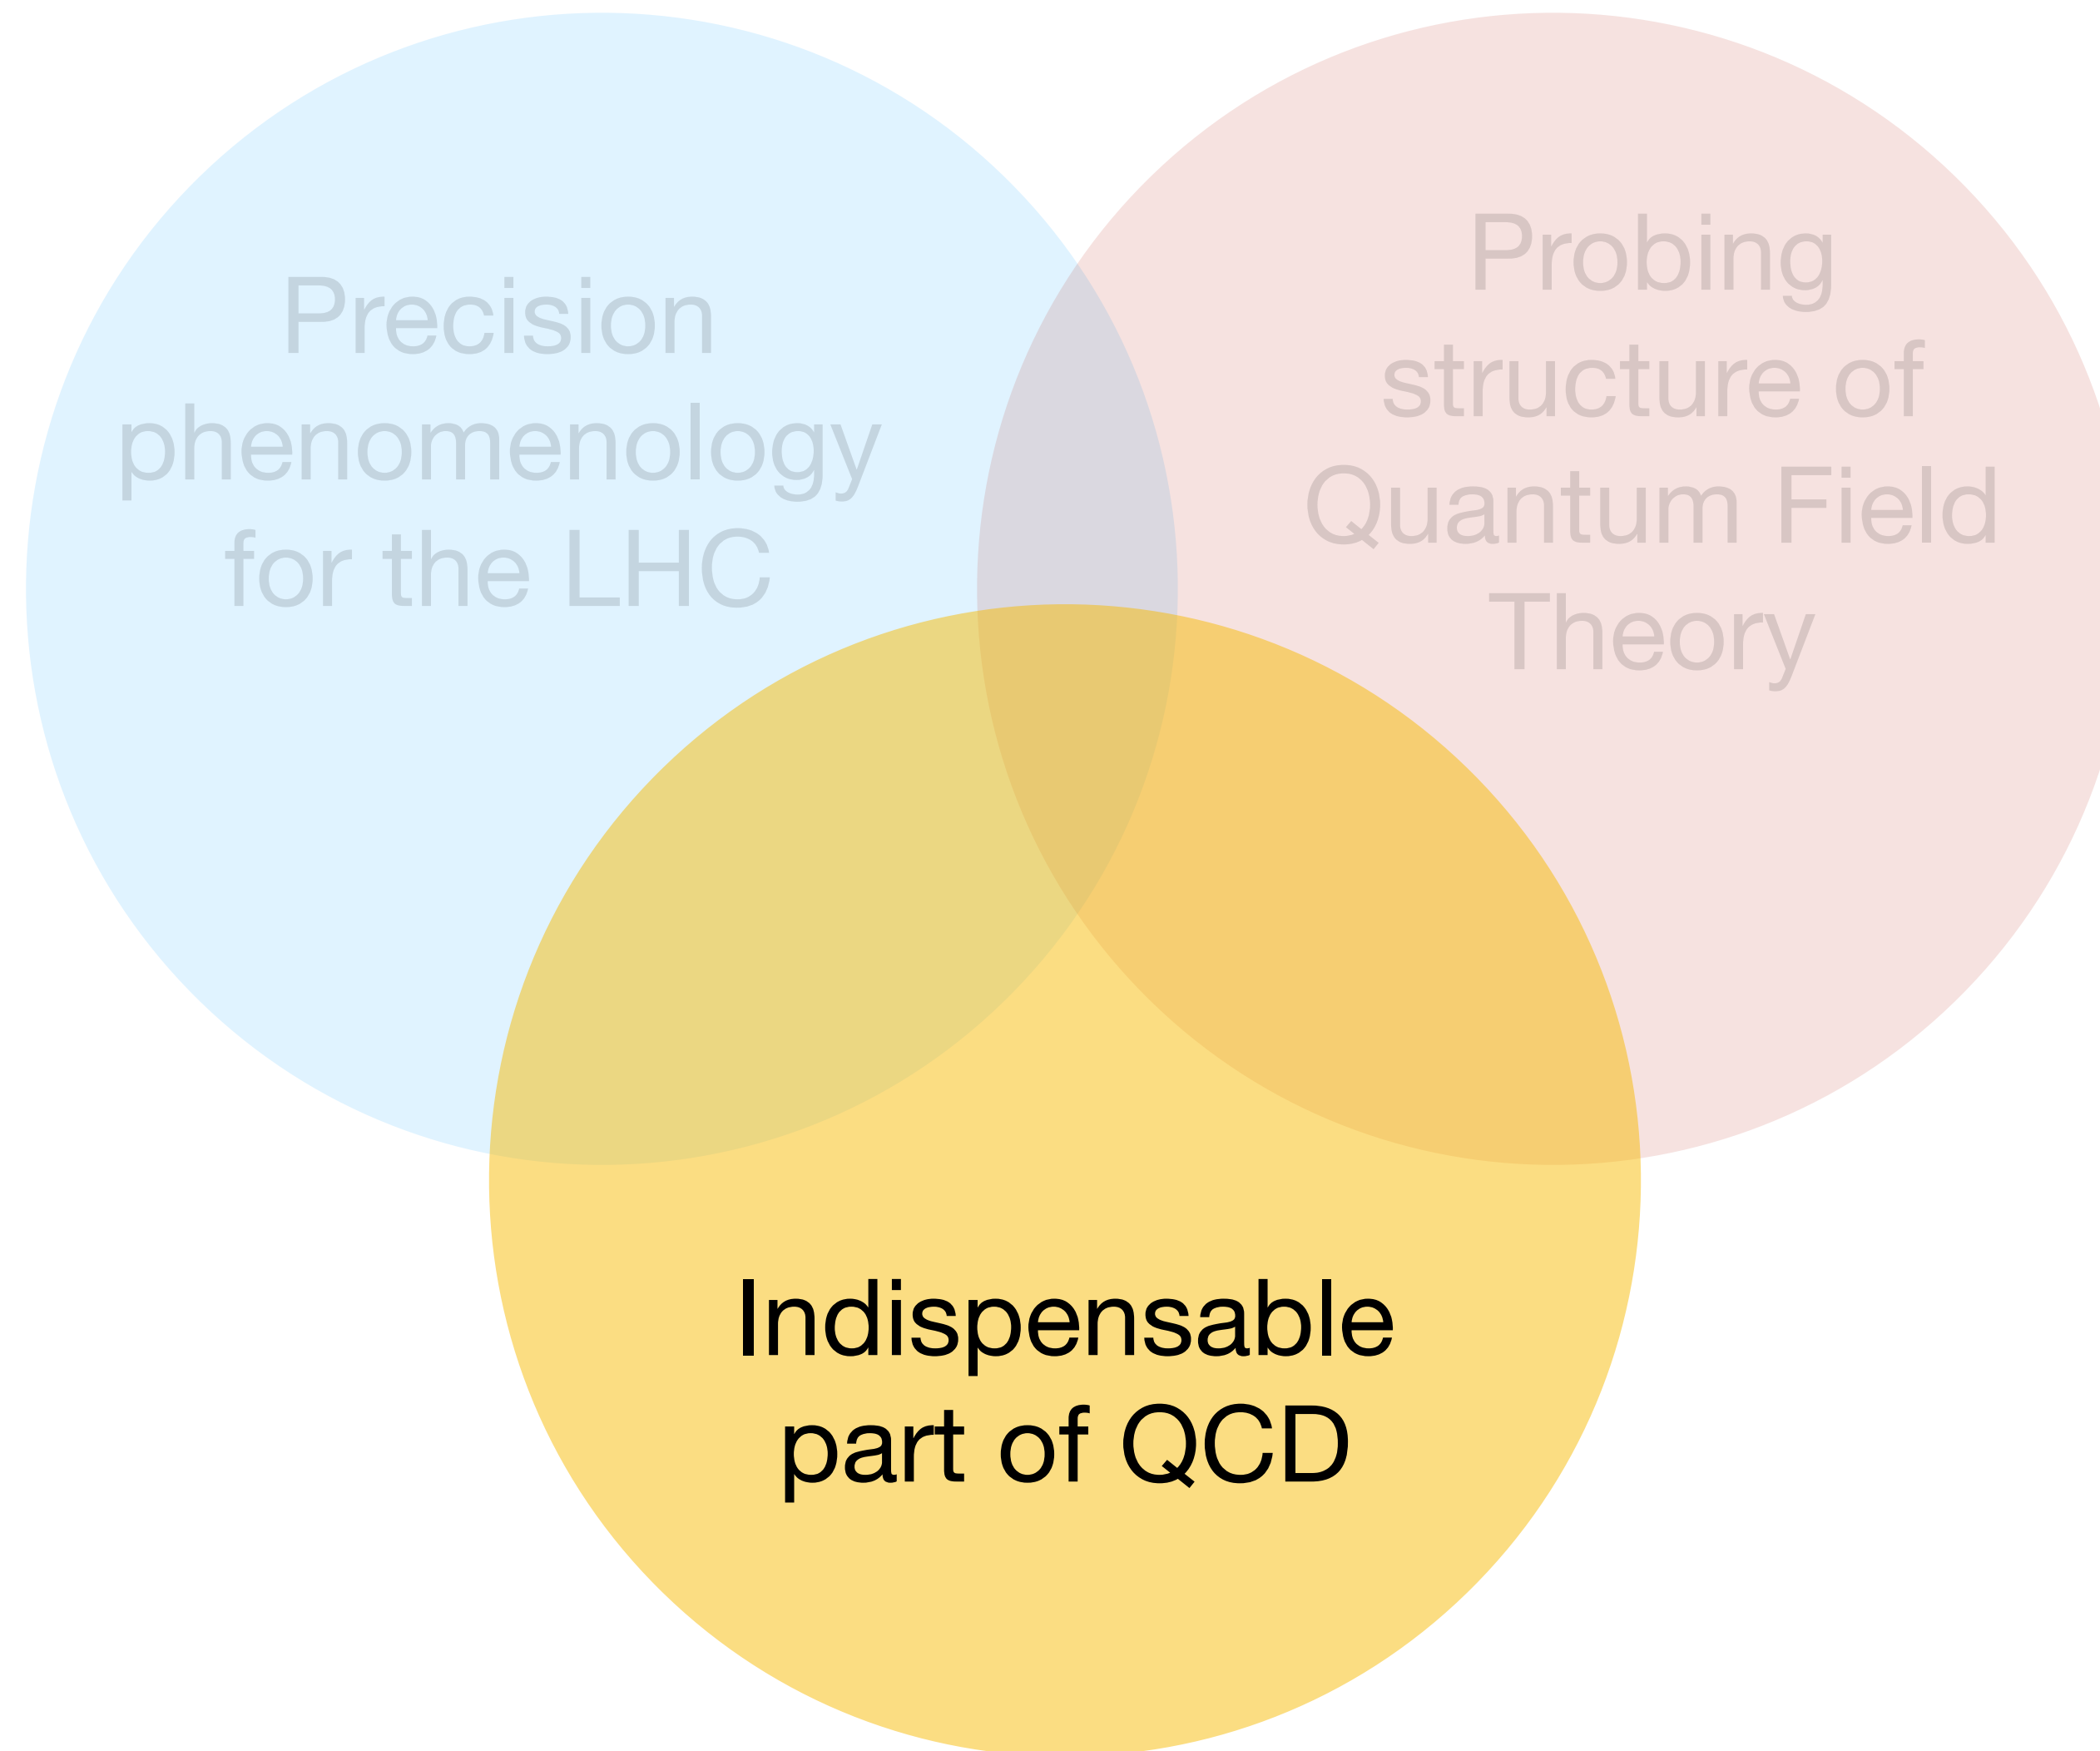 Precision
phenomenology
for the LHC
Probing
structure of
Quantum Field
Theory
Indispensable
part of QCD